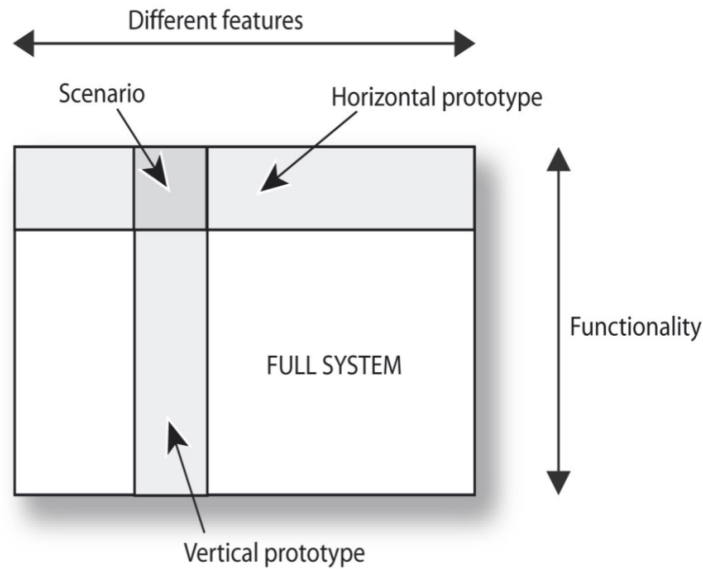 Different features
Scenario
Horizontal prototype
Functionality
FULL SYSTEM
Vertical prototype